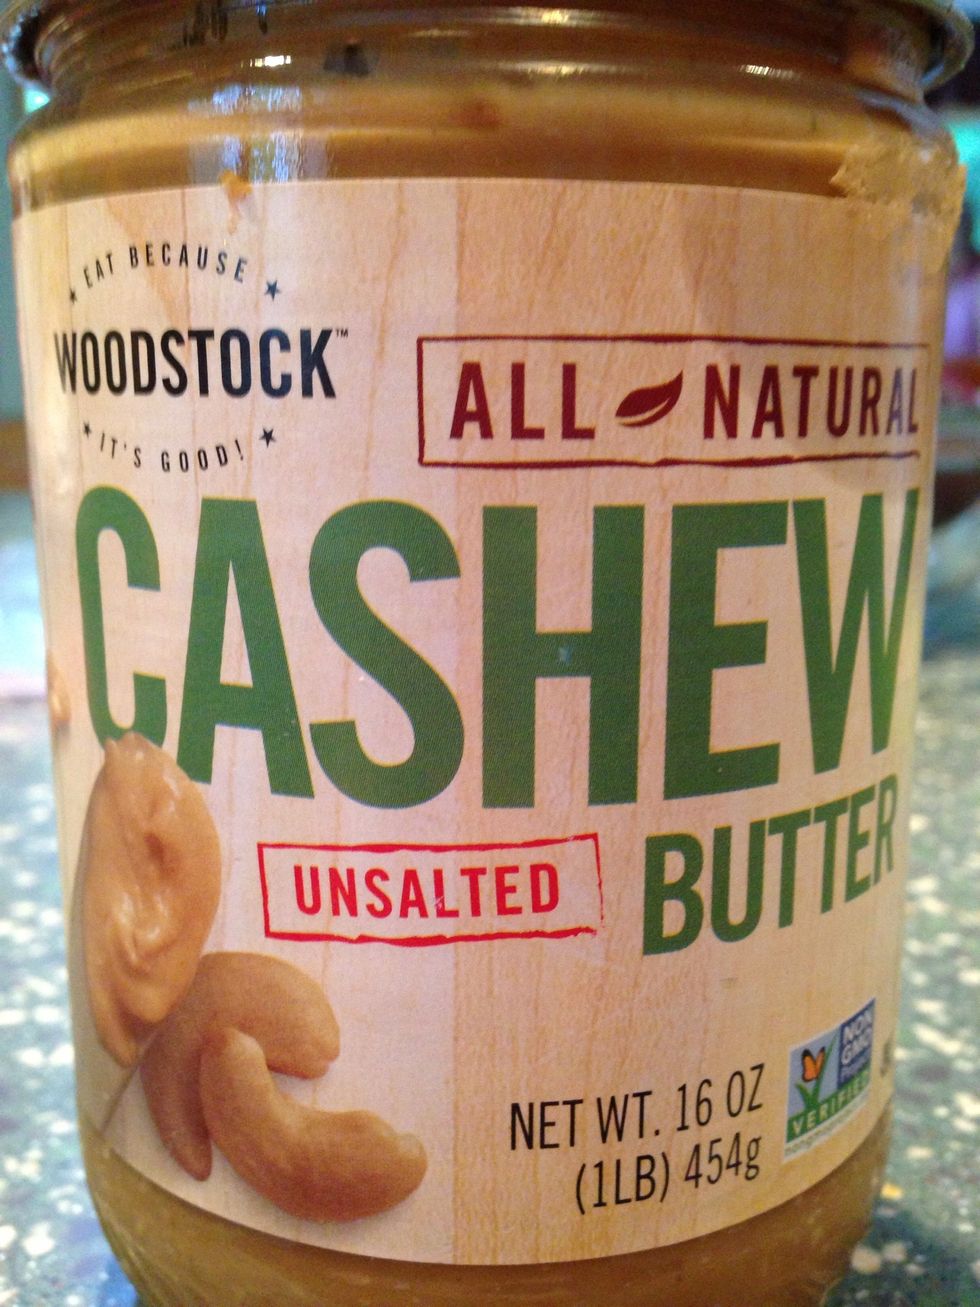 EAT BECAUSE
WOODSTOCK™
IT'S GOOD!
ALL NATURAL
CASHEW
UNSALTED
BUTTER
NET WT. 16 OZ
(1LB) 454g
NON
GMO
VERIFIED